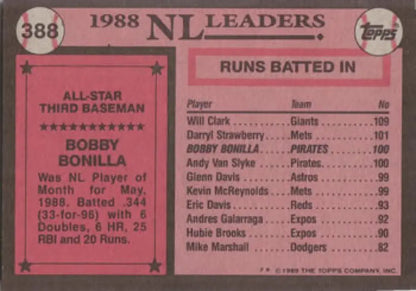 388
1988 NL LEADERS
Topps
RUNS BATTED IN
ALL-STAR
THIRD BASEMAN
BOBBY
BONILLA
Was NL Player of
Month for May,
1988. Batted .344
(33-for-96) with 6
Doubles, 6 HR, 25
RBI and 20 Runs.
Player Team No
Will Clark......Giants......109
Darryl Strawberry..Mets......101
BOBBY BONILLA..PIRATES....100
Andy Van Slyke....Pirates....100
Glenn Davis......Astros......99
Kevin McReynolds..Mets......99
Eric Davis......Reds......93
Andres Galarraga...Expos......92
Hubie Brooks....Expos......90
Mike Marshall....Dodgers....82
© 1989 THE TOPPS COMPANY, INC.